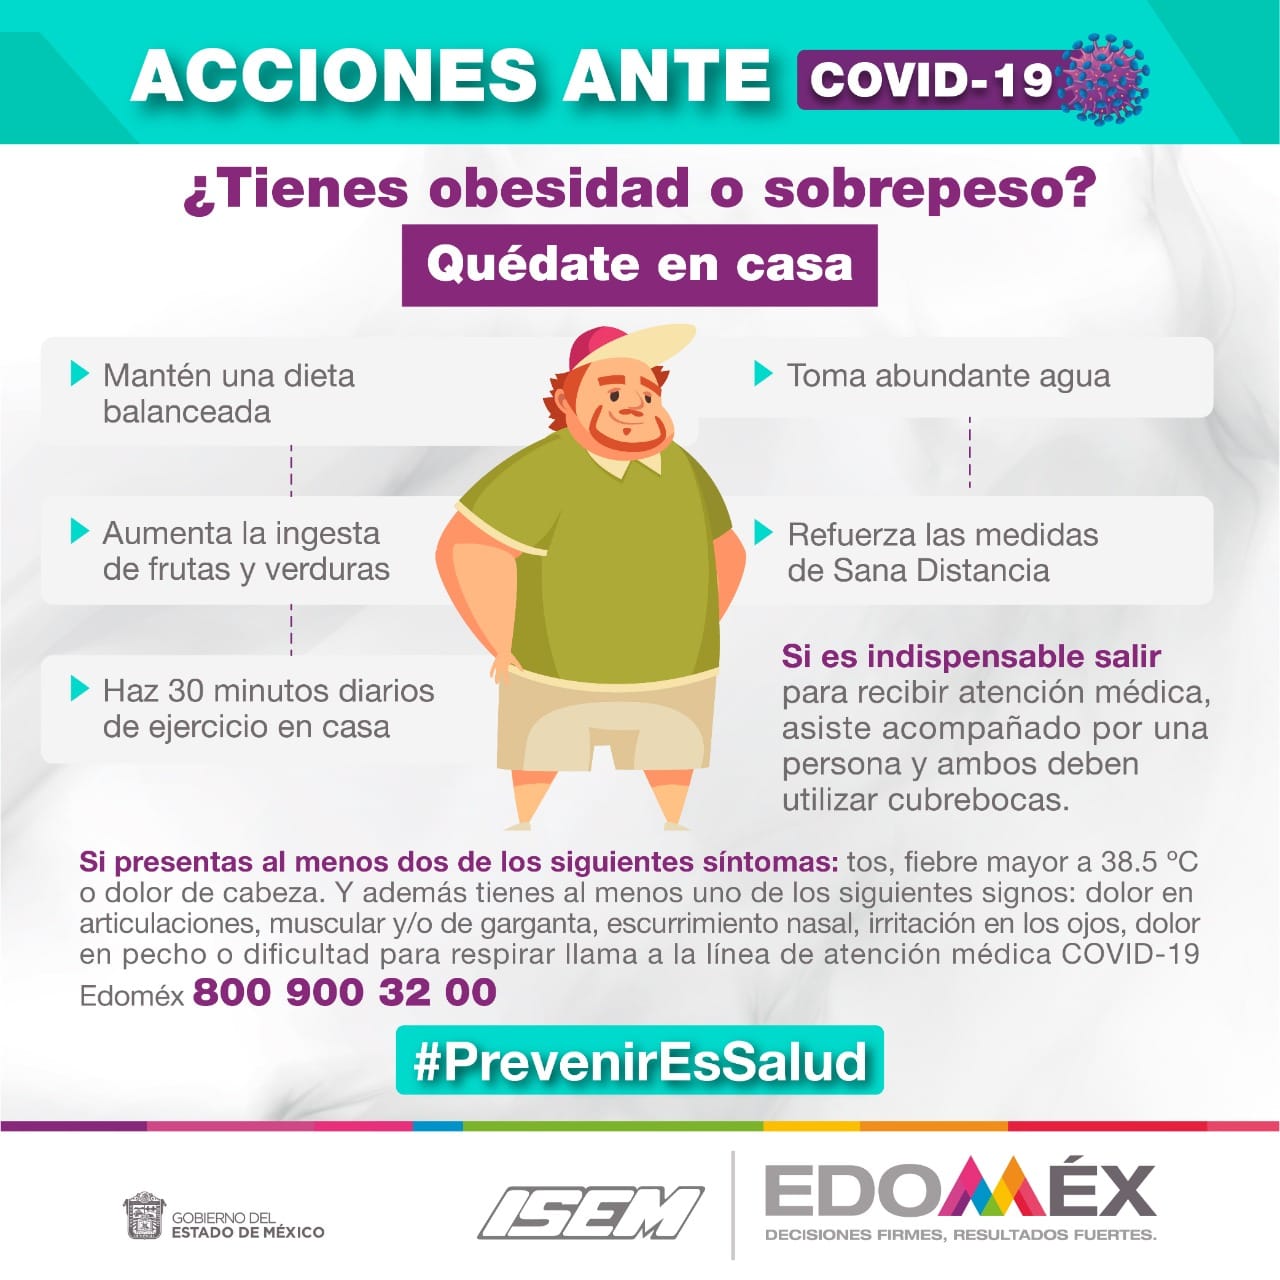 ACCIONES ANTE COVID-19
¿Tienes obesidad o sobrepeso?
Quédate en casa
Mantén una dieta
balanceada
Aumenta la ingesta
de frutas y verduras
Haz 30 minutos diarios
de ejercicio en casa
Toma abundante agua
Refuerza las medidas
de Sana Distancia
Si es indispensable salir
para recibir atención médica,
asiste acompañado por una
persona y ambos deben
utilizar cubrebocas.
Si presentas al menos dos de los siguientes síntomas: tos, fiebre mayor a 38.5 ºC
o dolor de cabeza. Y además tienes al menos uno de los siguientes signos: dolor en
articulaciones, muscular y/o de garganta, escurrimiento nasal, irritación en los ojos, dolor
en pecho o dificultad para respirar llama a la línea de atención médica COVID-19
Edoméx 800 900 32 00
#PrevenirEsSalud
GOBIERNO DEL
ESTADO DE MÉXICO
ISEM
EDOMÉX
DECISIONES FIRMES, RESULTADOS FUERTES.